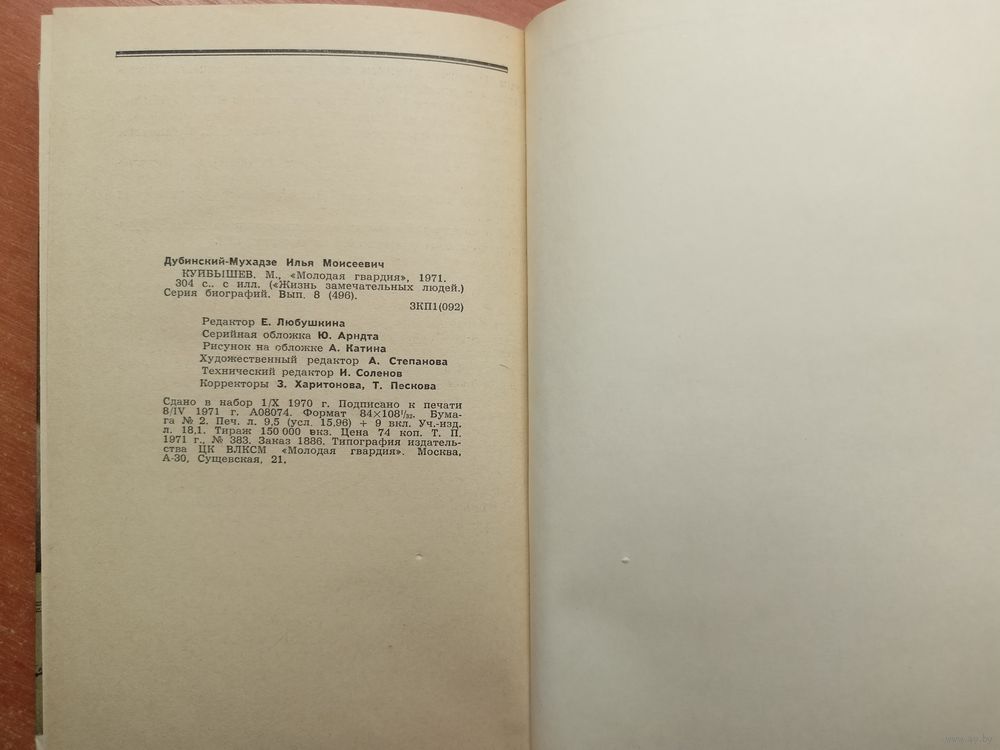 Дубинский-Мухадзе Илья Моисеевич
КУЙБЫШЕВ. М., «Молодая гвардия», 1971.
304 с.. с илл. («Жизнь замечательных людей.)
Серия биографий. Вып. 8 (496).
3КП1(092)
Редактор Е. Любушкина
Серийная обложка Ю. Арндта
Рисунок на обложке А. Катина
Художественный редактор А. Степанова
Технический редактор И. Соленов
Корректоры З. Харитонова, Т. Пескова
Сдано в набор 1/X 1970 г. Подписано к печати
8/IV 1971 г. А08074. Формат 84×108¹/₃₂. Бума-
га № 2. Печ. л. 9,5 (усл. 15,96) + 9 вкл. Уч.-изд.
л. 18,1. Тираж 150 000 экз. Цена 74 коп. Т. П.
1971 г., № 383. Заказ 1886. Типография издатель-
ства ЦК ВЛКСМ «Молодая гвардия». Москва,
А-30, Сущевская, 21.
www.ay.by